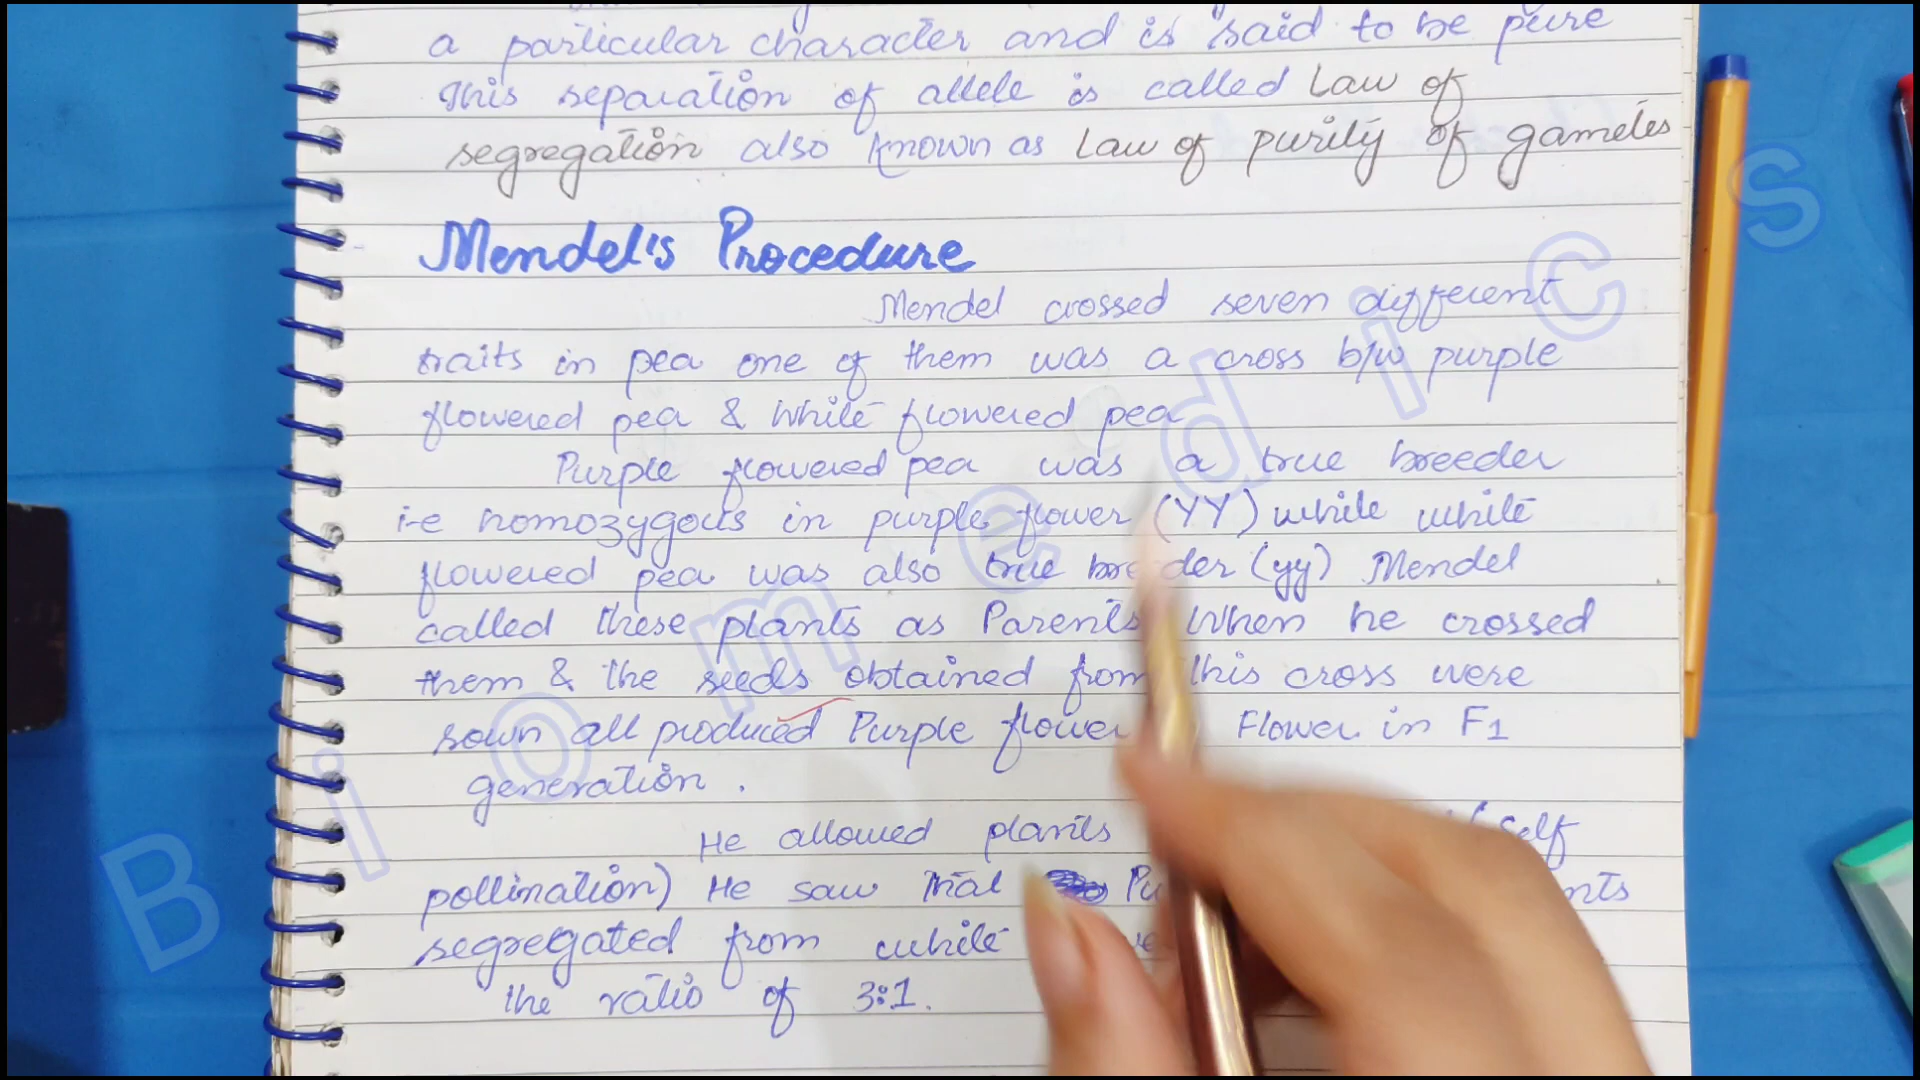 a particular character and is said to be pure
This separation of allele is called Law of
segregation also known as Law of purity of gametes
Mendel's Procedure
Mendel crossed seven different
traits in pea one of them was a cross b/w purple
flowered pea & white flowered pea
Purple flowered pea was a true breeder
i-e homozygous in purple flower (YY) while white
flowered pea was also true breeder (yy) Mendel
called these plants as Parents When he crossed
them & the seeds obtained from this cross were
sown all produced Purple flower Flower in F1
generation.
He allowed plants self
pollination) He saw that
segregated from white
the ratio of 3:1.
Biomedics